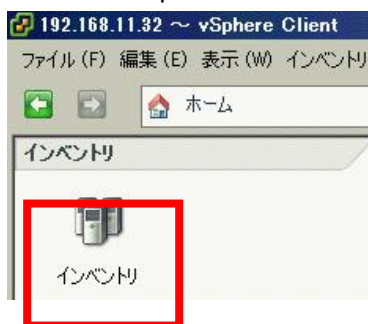 192.168.11.32 ～ vSphere Client
ファイル(F) 編集(E) 表示(W) インベントリ
ホーム
インベントリ
インベントリ